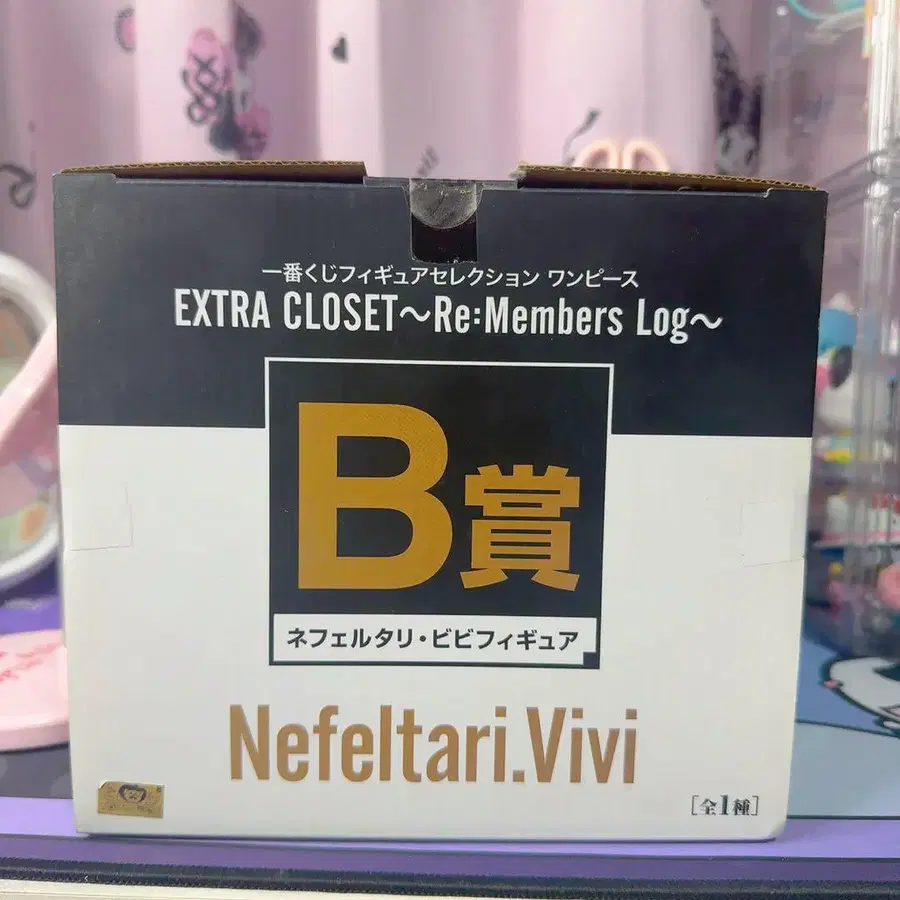 一番くじフィギュアセレクション ワンピース
EXTRA CLOSET～Re:Members Log～
B賞
ネフェルタリ・ビビフィギュア
Nefeltari.Vivi
[全1種]